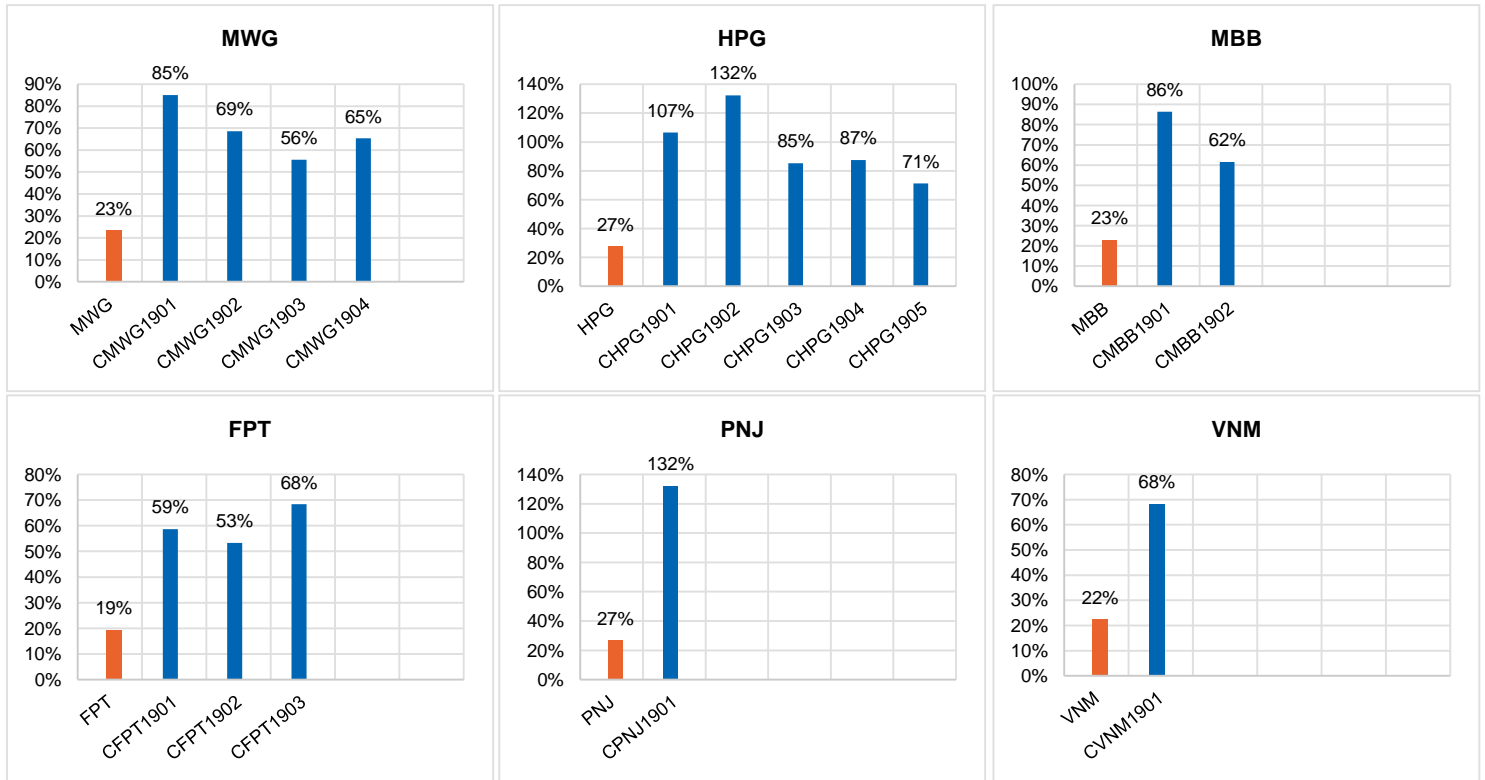 MWG
85%
90%
80%
69%
65%
70%
56%
60%
50%
40%
23%
30%
20%
10%
0%
MWG
CMWG1901
CMWG1902
CMWG1903
CMWG1904
HPG
132%
140%
107%
120%
100%
85%
87%
71%
80%
60%
27%
40%
20%
0%
HPG
CHPG1901
CHPG1902
CHPG1903
CHPG1904
CHPG1905
MBB
86%
100%
90%
80%
62%
70%
60%
50%
40%
23%
30%
20%
10%
0%
MBB
CMBB1901
CMBB1902
FPT
80%
68%
70%
59%
53%
60%
50%
40%
30%
19%
20%
10%
0%
FPT
CFPT1901
CFPT1902
CFPT1903
PNJ
132%
140%
120%
100%
80%
60%
27%
40%
20%
0%
PNJ
CPNJ1901
VNM
80%
68%
70%
60%
50%
40%
22%
30%
20%
10%
0%
VNM
CVNM1901